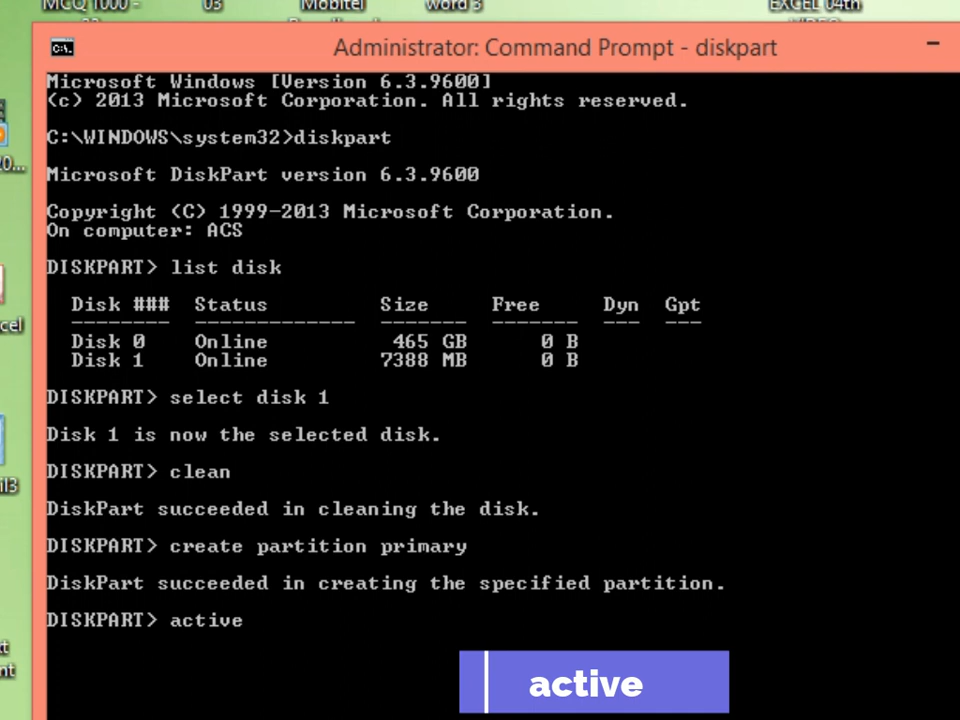 MCQ 1000 -
03
Mobitel
word 3
EXCEL 04th
Administrator: Command Prompt - diskpart
Microsoft Windows [Version 6.3.9600]
(c) 2013 Microsoft Corporation. All rights reserved.
C:\WINDOWS\system32>diskpart
Microsoft DiskPart version 6.3.9600
Copyright (C) 1999-2013 Microsoft Corporation.
On computer: ACS
DISKPART> list disk
Disk ### Status Size Free Dyn Gpt
-------- ------------- ------- ------- --- ---
Disk 0 Online 465 GB 0 B
Disk 1 Online 7388 MB 0 B
DISKPART> select disk 1
Disk 1 is now the selected disk.
DISKPART> clean
DiskPart succeeded in cleaning the disk.
DISKPART> create partition primary
DiskPart succeeded in creating the specified partition.
DISKPART> active
active